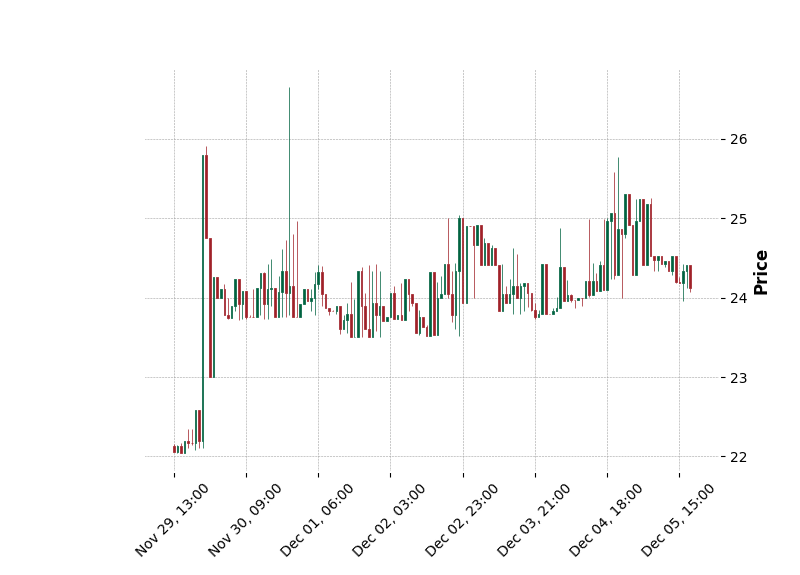 26
25
24
23
22
Price
Nov 29, 13:00
Nov 30, 09:00
Dec 01, 06:00
Dec 02, 03:00
Dec 02, 23:00
Dec 03, 21:00
Dec 04, 18:00
Dec 05, 15:00